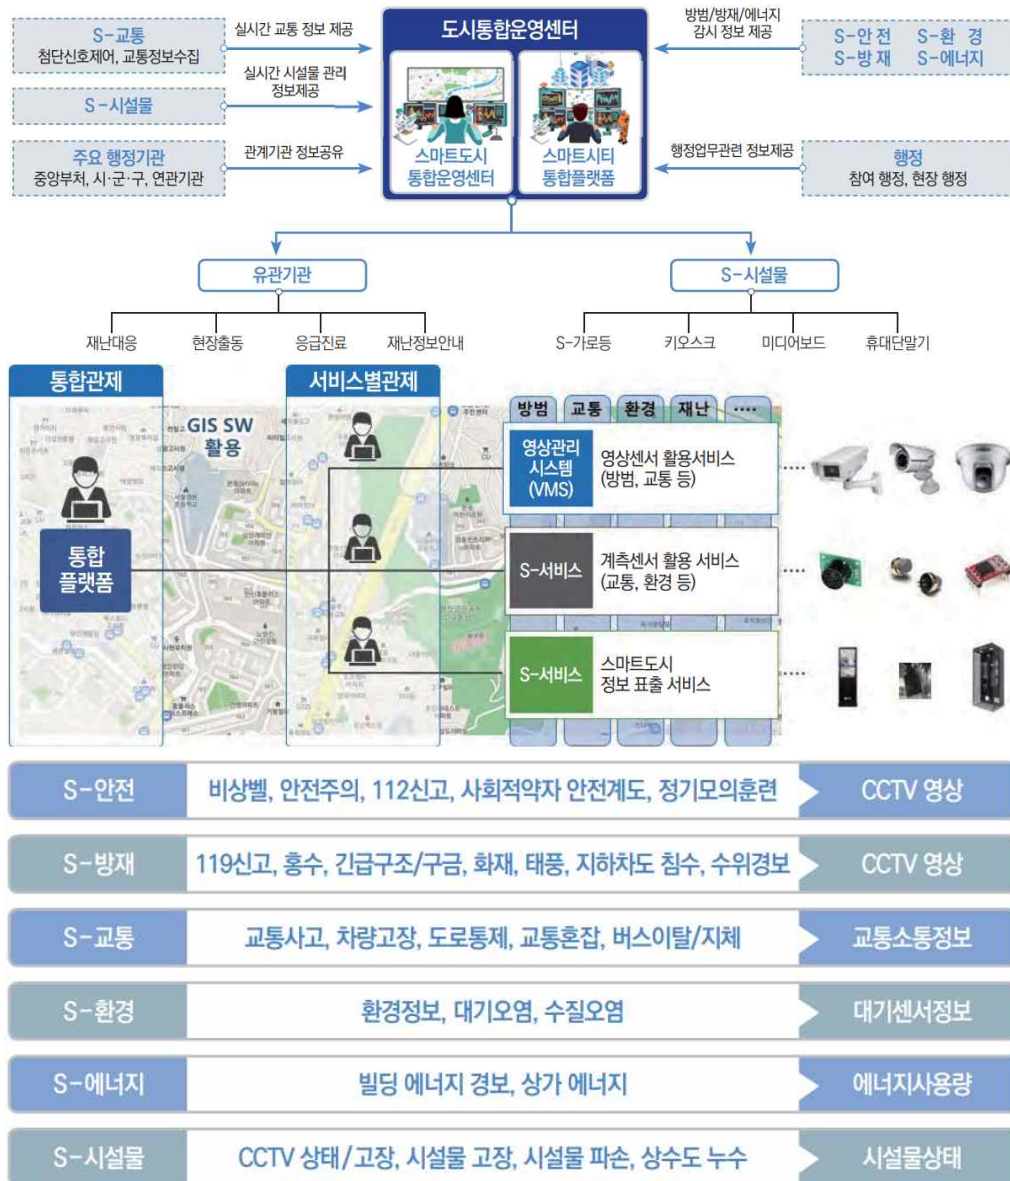 S-교통
첨단신호제어, 교통정보수집
실시간 교통 정보 제공
S-시설물
실시간 시설물 관리
정보제공
주요 행정기관
중앙부처, 시·군·구, 연관기관
관계기관 정보공유
도시통합운영센터
스마트도시
통합운영센터
스마트시티
통합플랫폼
방범/방재/에너지
감시 정보 제공
S-안 전 S-환 경
S-방 재 S-에너지
행정업무관련 정보제공
행정
참여 행정, 현장 행정
유관기관
S-시설물
재난대응
현장출동
응급진료
재난정보안내
S-가로등
키오스크
미디어보드
휴대단말기
통합관제
서비스별관제
GIS SW
활용
통합
플랫폼
방범
교통
환경
재난
....
영상관리
시스템
(VMS)
영상센서 활용서비스
(방범, 교통 등)
S-서비스
계측센서 활용 서비스
(교통, 환경 등)
S-서비스
스마트도시
정보 표출 서비스
S-안전
비상벨, 안전주의, 112신고, 사회적약자 안전계도, 정기모의훈련
CCTV 영상
S-방재
119신고, 홍수, 긴급구조/구금, 화재, 태풍, 지하차도 침수, 수위경보
CCTV 영상
S-교통
교통사고, 차량고장, 도로통제, 교통혼잡, 버스이탈/지체
교통소통정보
S-환경
환경정보, 대기오염, 수질오염
대기센서정보
S-에너지
빌딩 에너지 경보, 상가 에너지
에너지사용량
S-시설물
CCTV 상태/고장, 시설물 고장, 시설물 파손, 상수도 누수
시설물상태